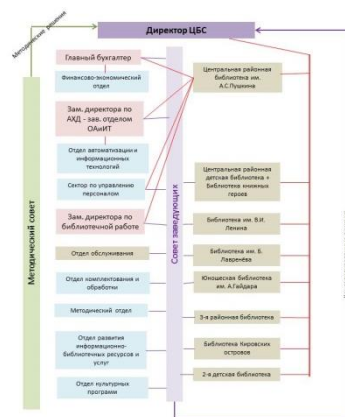 Методические решения
Директор ЦБС
Главный бухгалтер
Финансово-экономический
отдел
Зам. директора по
АХД - зав. отделом
ОАиИТ
Отдел автоматизации и
информационных
технологий
Сектор по управлению
персоналом
Зам. директора по
библиотечной работе
Отдел обслуживания
Отдел комплектования и
обработки
Методический отдел
Отдел развития
информационно-
библиотечных ресурсов и
услуг
Отдел культурных
программ
Методический совет
Совет заведующих
Центральная районная
библиотека им.
А.С.Пушкина
Центральная районная
детская библиотека +
Библиотека книжных
героев
Библиотека им. В.И.
Ленина
Библиотека им. Б.
Лавренёва
Юношеская библиотека
им. А.Гайдара
3-я районная библиотека
Библиотека Кировских
островов
2-я детская библиотека